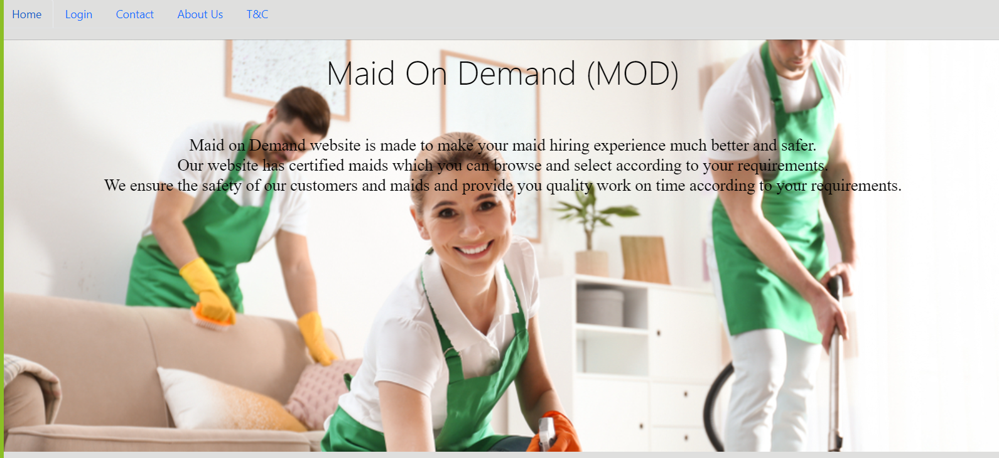 Home Login Contact About Us T&C
Maid On Demand (MOD)
Maid on Demand website is made to make your maid hiring experience much better and safer.
Our website has certified maids which you can browse and select according to your requirements.
We ensure the safety of our customers and maids and provide you quality work on time according to your requirements.